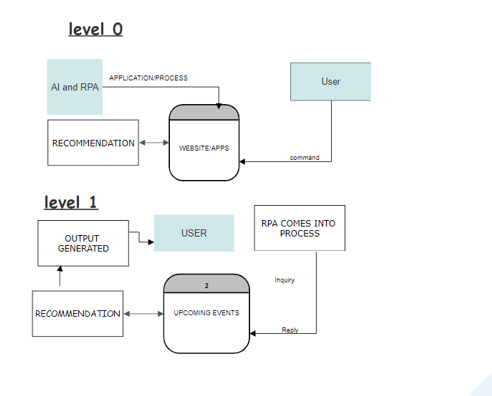 level 0
AI and RPA
APPLICATION/PROCESS
User
RECOMMENDATION
WEBSITE/APPS
command
level 1
OUTPUT
GENERATED
USER
RPA COMES INTO
PROCESS
2
Inquiry
RECOMMENDATION
UPCOMING EVENTS
Reply